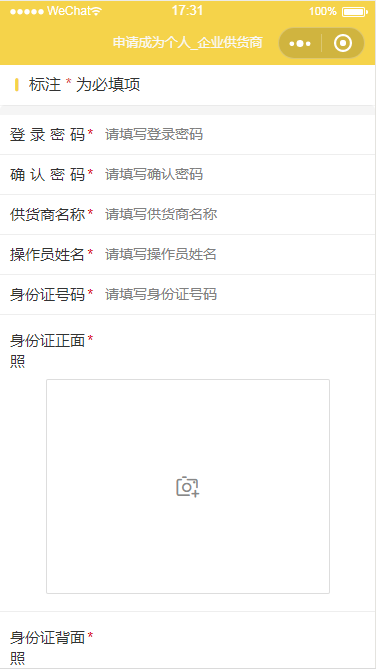 WeChat 17:31 100%
申请成为个人_企业供货商
标注 * 为必填项
登 录 密 码* 请填写登录密码
确 认 密 码* 请填写确认密码
供货商名称* 请填写供货商名称
操作员姓名* 请填写操作员姓名
身份证号码* 请填写身份证号码
身份证正面*
照
身份证背面*
照